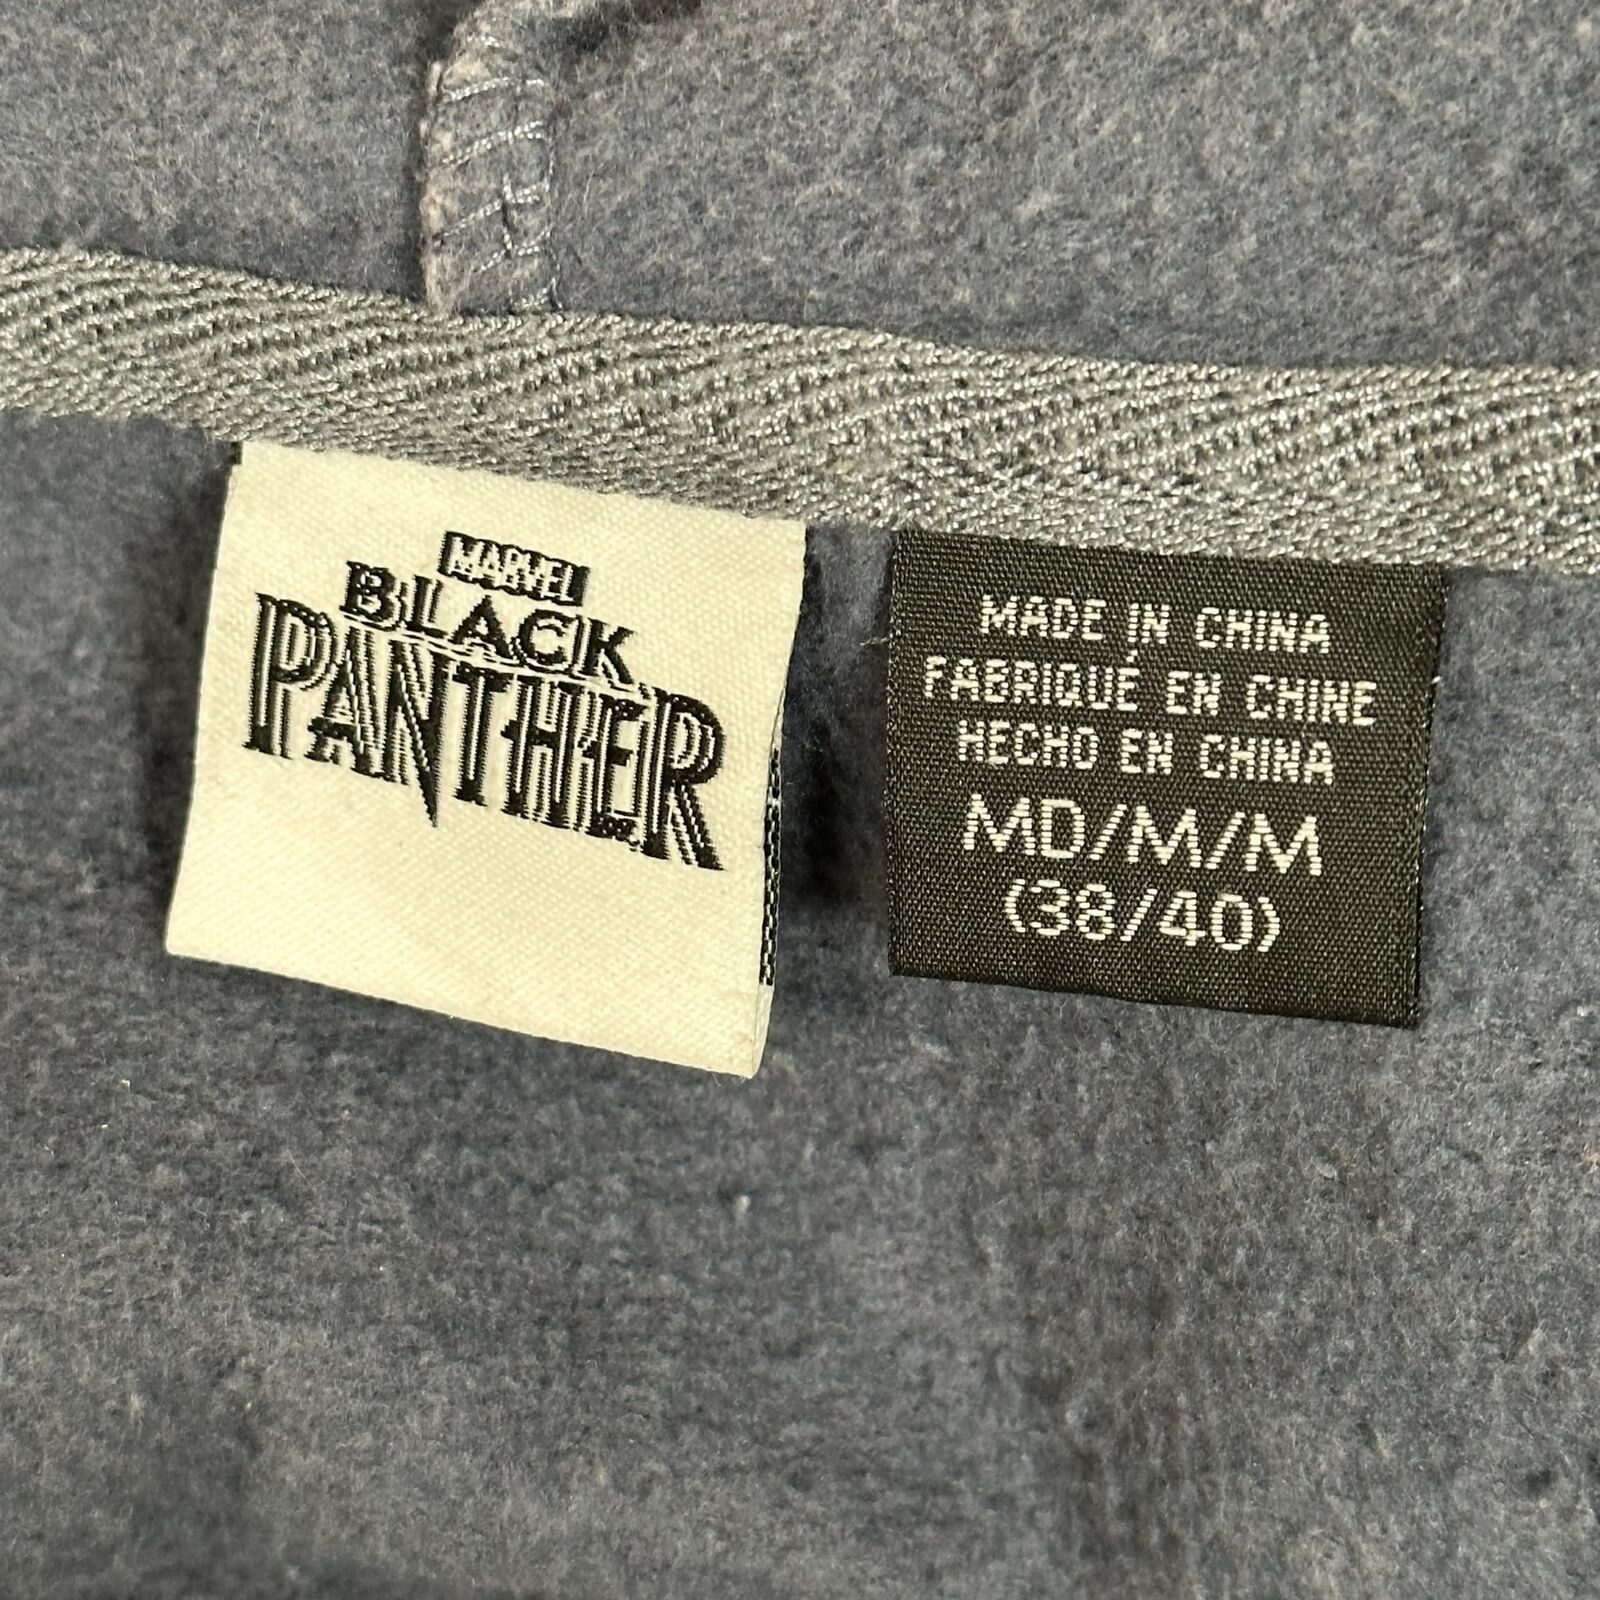 MARVEL
BLACK
PANTHER
MADE IN CHINA
FABRIQUÉ EN CHINE
HECHO EN CHINA
MD/M/M
(38/40)